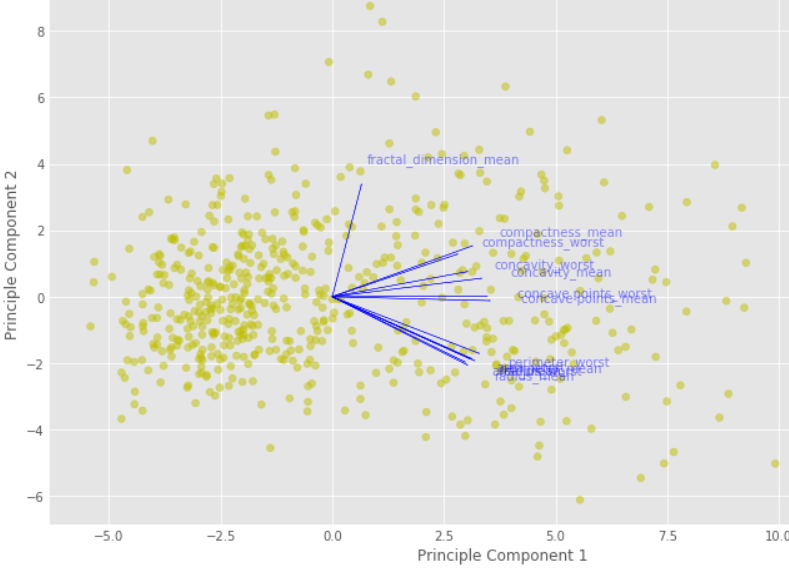 8
6
4
2
0
−2
−4
−6
fractal_dimension_mean
compactness_mean
compactness_worst
concavity_worst
concavity_mean
concave points_worst
concave points_mean
perimeter_worst
radius_mean
−5.0
−2.5
0.0
2.5
5.0
7.5
10.0
Principle Component 1
Principle Component 2